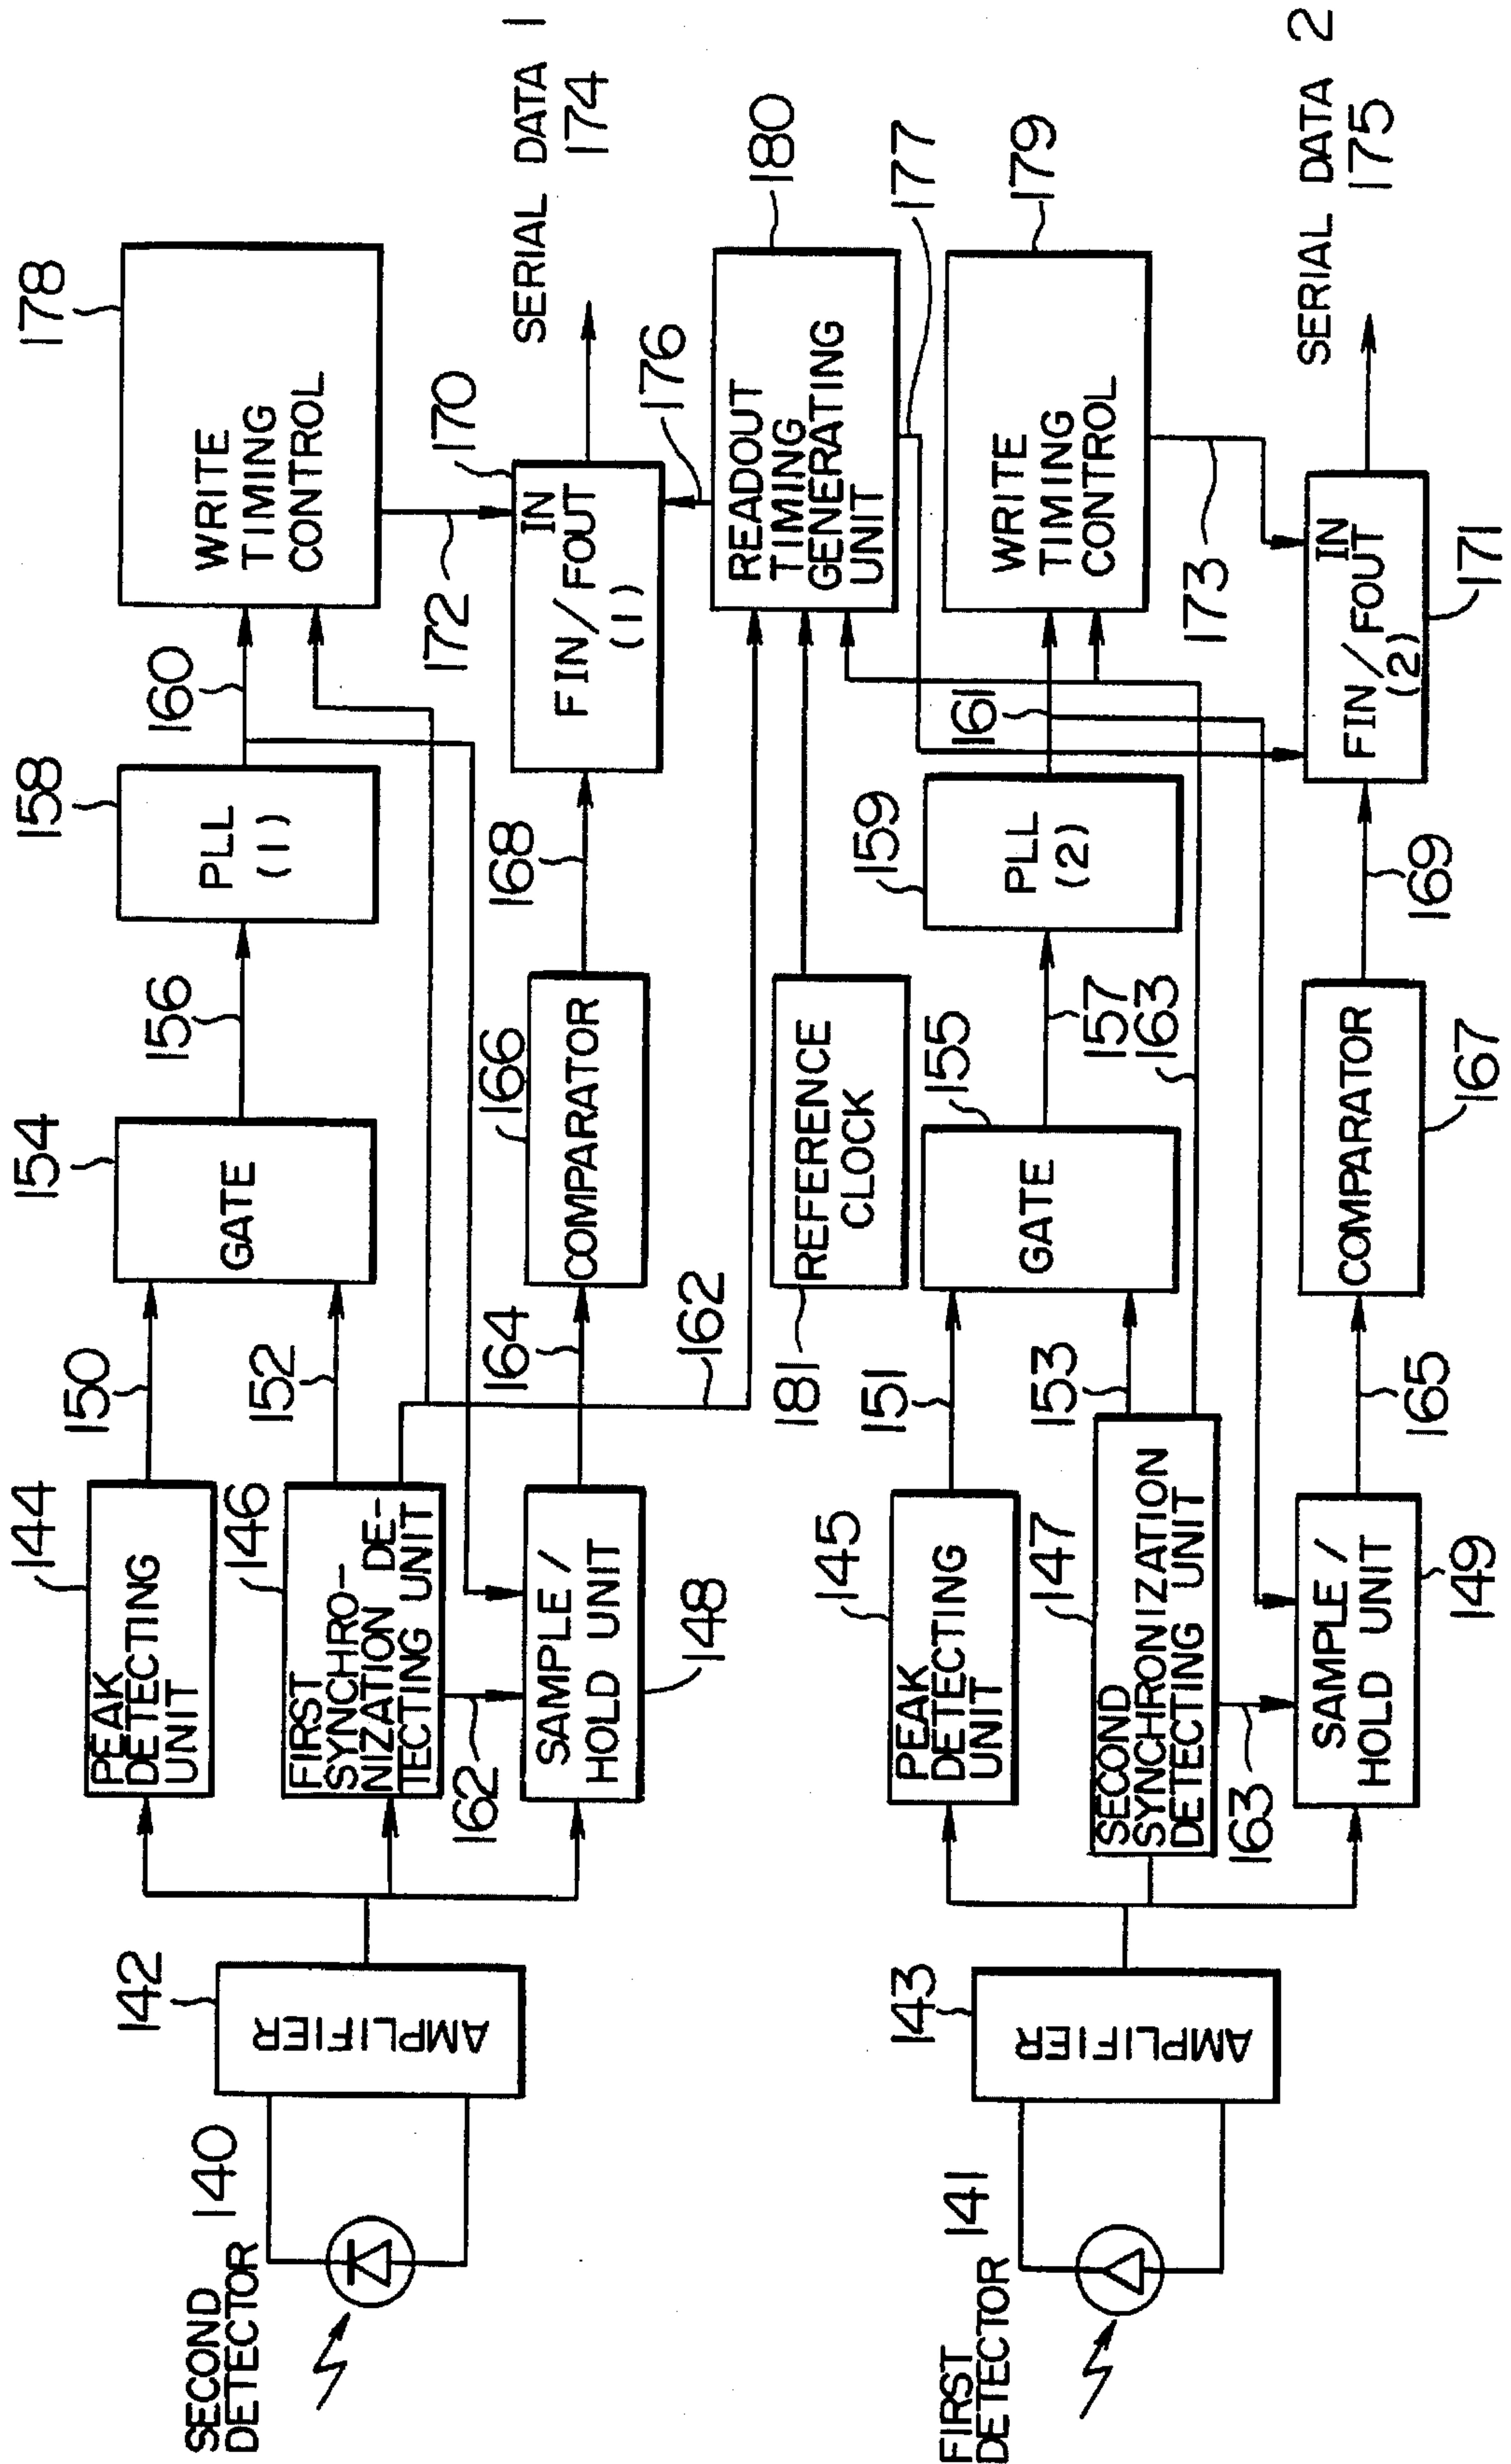 SECOND
DETECTOR
140
142
AMPLIFIER
144
PEAK
DETECTING
UNIT
146
FIRST
SYNCHRO-
NIZATION DE-
TECTING UNIT
162
SAMPLE /
HOLD UNIT
148
150
152
164
162
154
GATE
156
166
COMPARATOR
168
158
PLL
(1)
160
178
WRITE
TIMING
CONTROL
172
170
IN
FIN/FOUT
(1)
SERIAL DATA 1
174
176
READOUT
TIMING
GENERATING
UNIT
180
177
181
REFERENCE
CLOCK
FIRST
DETECTOR
141
143
AMPLIFIER
145
PEAK
DETECTING
UNIT
147
SECOND
SYNCHRONIZATION
DETECTING UNIT
163
SAMPLE /
HOLD UNIT
149
151
153
165
155
GATE
157
163
COMPARATOR
167
169
159
PLL
(2)
161
179
WRITE
TIMING
CONTROL
173
IN
FIN/FOUT
(2)
171
SERIAL DATA 2
175